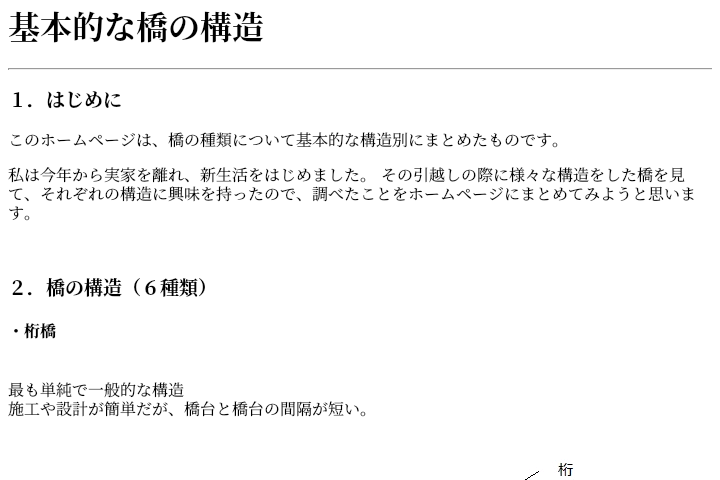 基本的な橋の構造
１．はじめに
このホームページは、橋の種類について基本的な構造別にまとめたものです。
私は今年から実家を離れ、新生活をはじめました。 その引越しの際に様々な構造をした橋を見
て、それぞれの構造に興味を持ったので、調べたことをホームページにまとめてみようと思いま
す。
２．橋の構造（６種類）
・桁橋
最も単純で一般的な構造
施工や設計が簡単だが、橋台と橋台の間隔が短い。
桁